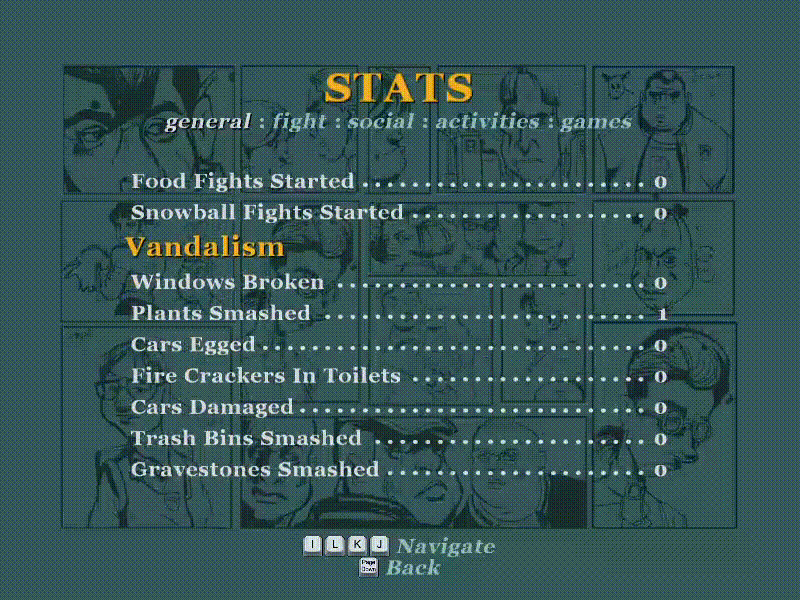 STATS
general : fight : social : activities : games
Food Fights Started ........................ 0
Snowball Fights Started .................... 0
Vandalism
Windows Broken .......................... 0
Plants Smashed ........................... 1
Cars Egged ................................ 0
Fire Crackers In Toilets .................... 0
Cars Damaged ............................. 0
Trash Bins Smashed ....................... 0
Gravestones Smashed ...................... 0
I L K J Navigate
Page Down Back